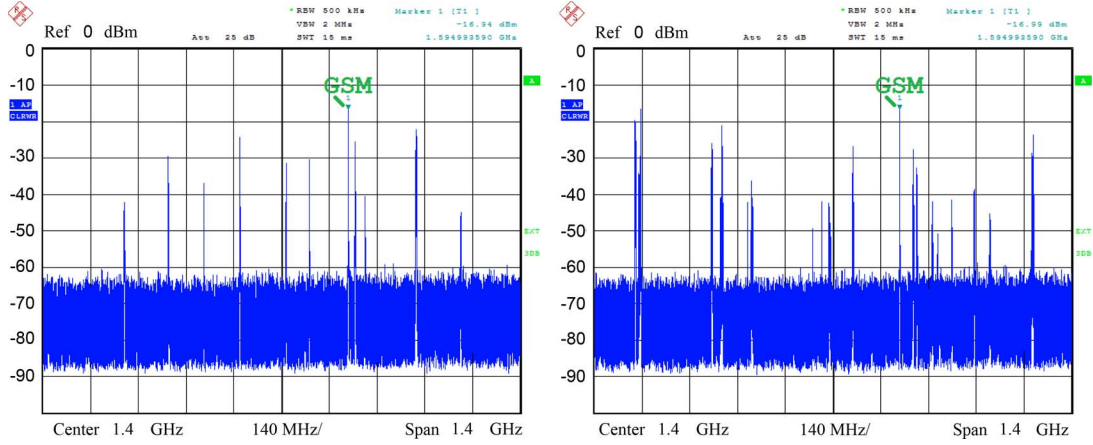 R S
* RBW 500 kHz Marker 1 [T1 ]
VBW 2 MHz -16.94 dBm
Ref 0 dBm Att 25 dB SWT 15 ms 1.594993590 GHz
0
-10
-30
-40
-50
-60
-70
-80
-90
1 AP
CLRWR
GSM
1
A
EXT
3DB
Center 1.4 GHz 140 MHz/ Span 1.4 GHz
R S
* RBW 500 kHz Marker 1 [T1 ]
VBW 2 MHz -16.99 dBm
Ref 0 dBm Att 25 dB SWT 15 ms 1.594993590 GHz
0
-10
-30
-40
-50
-60
-70
-80
-90
1 AP
CLRWR
GSM
1
A
EXT
3DB
Center 1.4 GHz 140 MHz/ Span 1.4 GHz